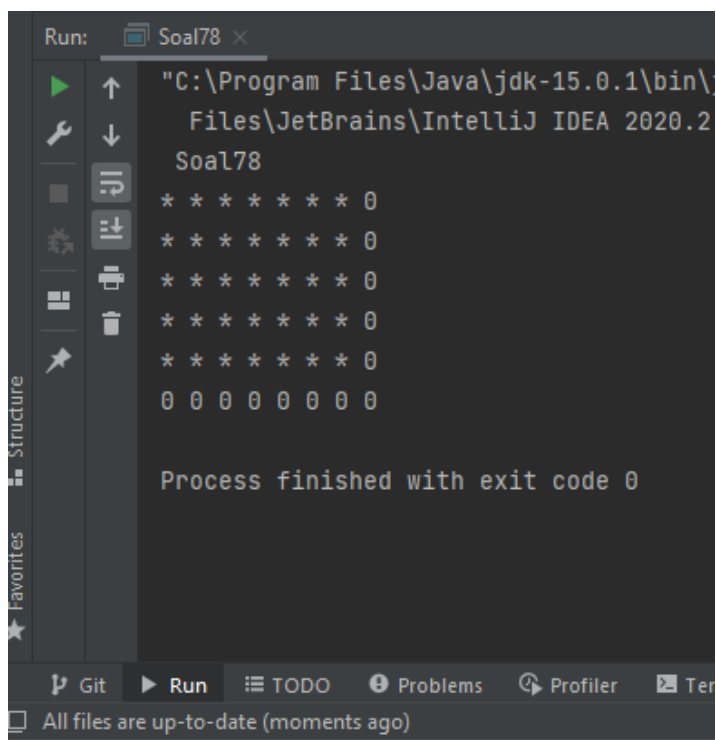 Run: Soal78
"C:\Program Files\Java\jdk-15.0.1\bin\
Files\JetBrains\IntelliJ IDEA 2020.2
Soal78
* * * * * * * 0
* * * * * * * 0
* * * * * * * 0
* * * * * * * 0
* * * * * * * 0
0 0 0 0 0 0 0 0
Process finished with exit code 0
Structure
Favorites
Git Run TODO Problems Profiler Ter
All files are up-to-date (moments ago)